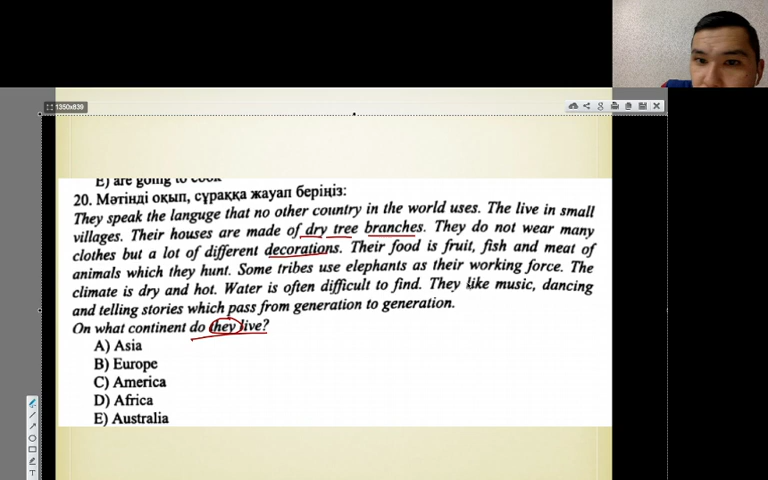 1350x839
E) are going to cook
20. Мәтінді оқып, сұраққа жауап беріңіз:
They speak the languge that no other country in the world uses. The live in small
villages. Their houses are made of dry tree branches. They do not wear many
clothes but a lot of different decorations. Their food is fruit, fish and meat of
animals which they hunt. Some tribes use elephants as their working force. The
climate is dry and hot. Water is often difficult to find. They like music, dancing
and telling stories which pass from generation to generation.
On what continent do they live?
A) Asia
B) Europe
C) America
D) Africa
E) Australia